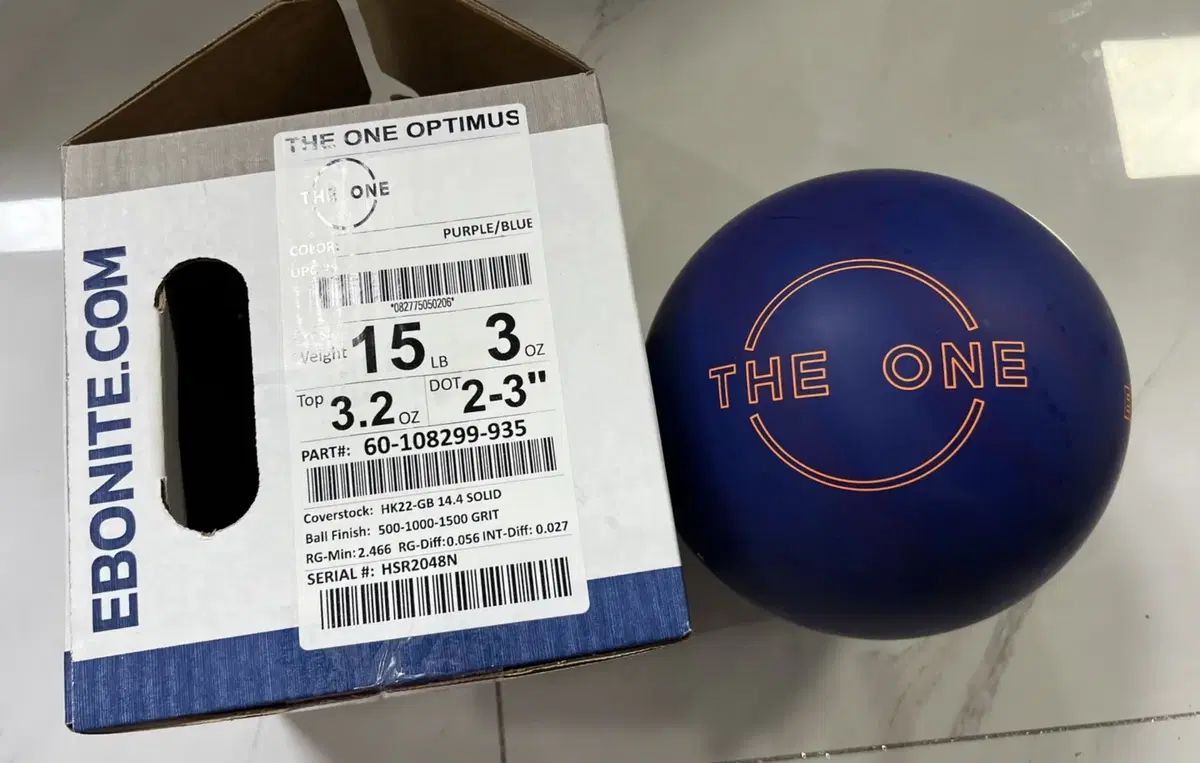 EBONITE.COM
THE ONE OPTIMUS
THE ONE
COLOR: PURPLE/BLUE
*082775050206*
Weight 15 LB 3 OZ
Top 3.2 OZ DOT 2-3"
PART#: 60-108299-935
Coverstock: HK22-GB 14.4 SOLID
Ball Finish: 500-1000-1500 GRIT
RG-Min: 2.466 RG-Diff:0.056 INT-Diff: 0.027
SERIAL #: HSR2048N
THE ONE